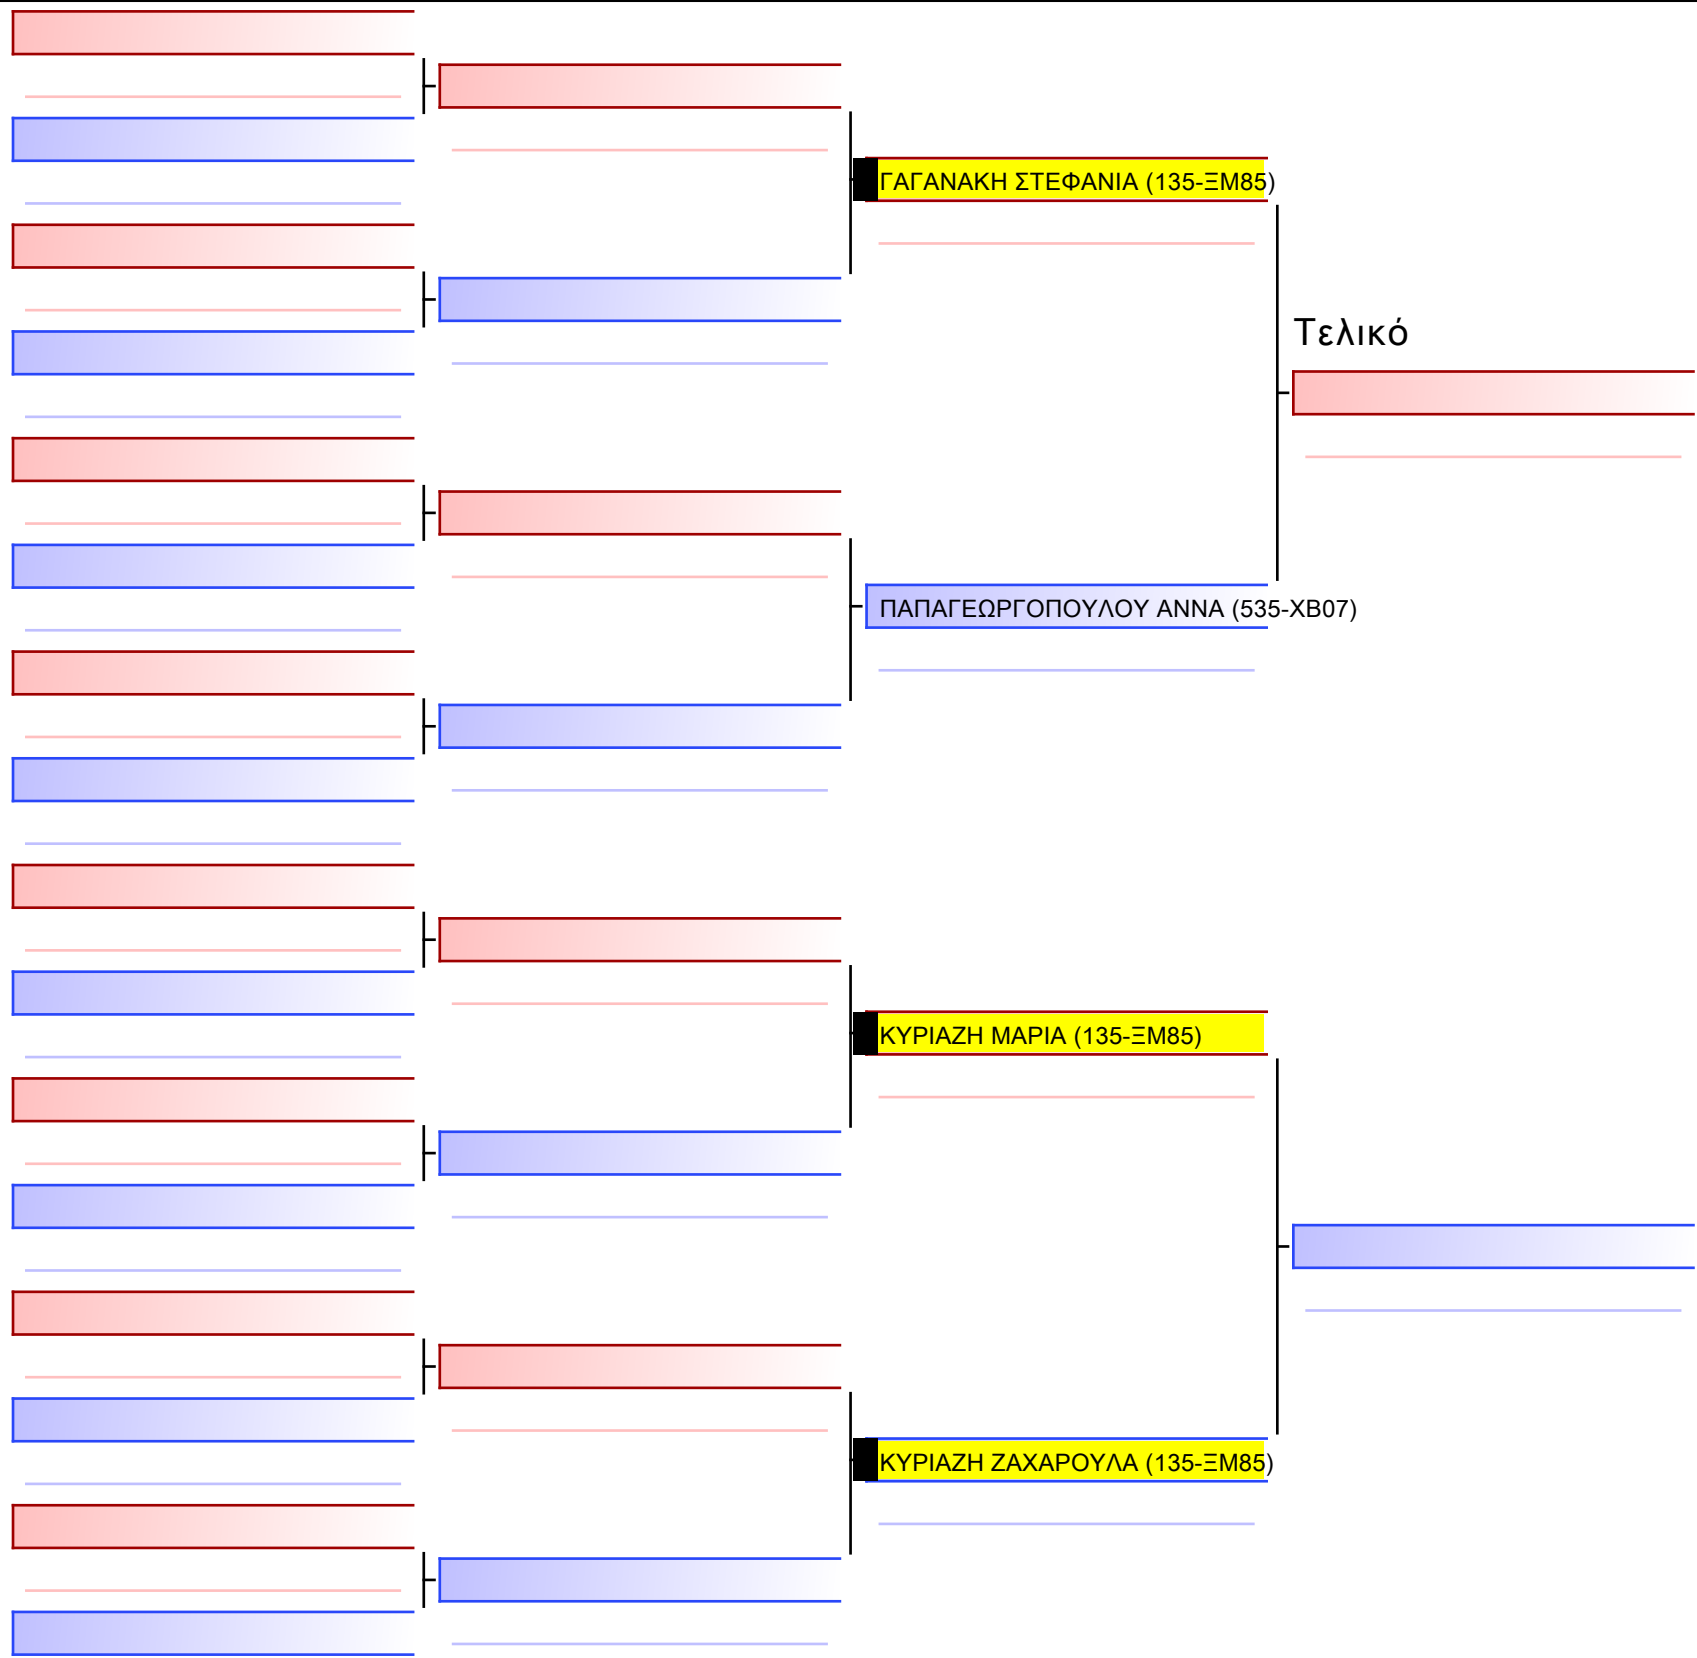 ΓΑΓΑΝΑΚΗ ΣΤΕΦΑΝΙΑ (135-ΞΜ85)
Τελικό
ΠΑΠΑΓΕΩΡΓΟΠΟΥΛΟΥ ΑΝΝΑ (535-ΧΒ07)
ΚΥΡΙΑΖΗ ΜΑΡΙΑ (135-ΞΜ85)
ΚΥΡΙΑΖΗ ΖΑΧΑΡΟΥΛΑ (135-ΞΜ85)